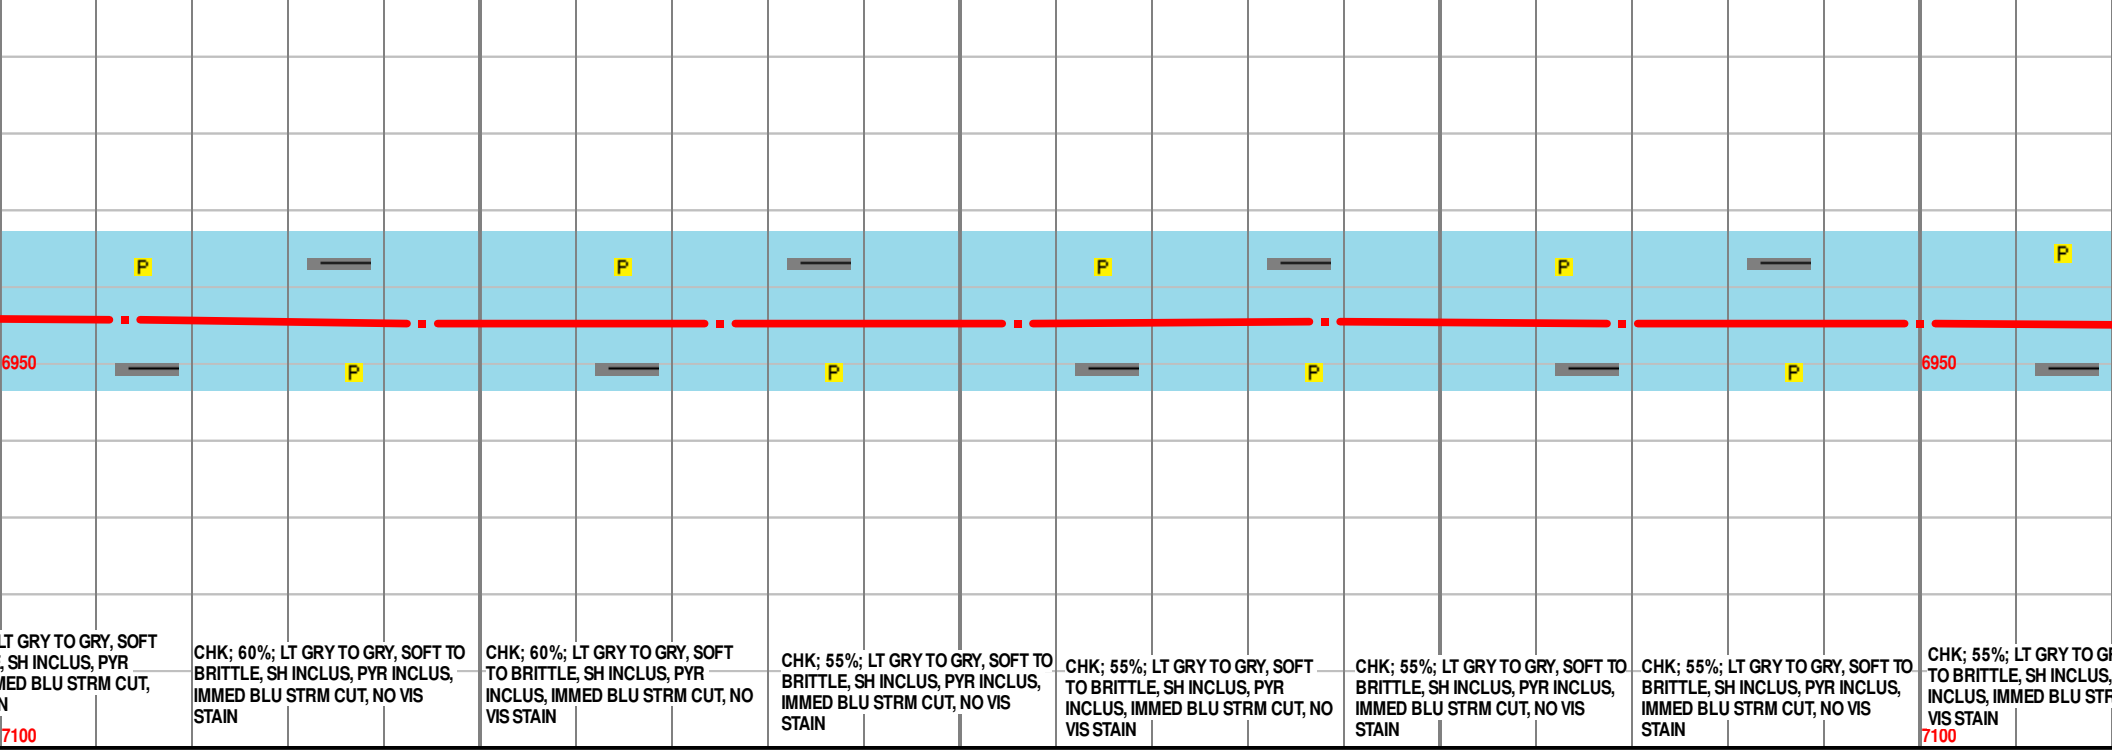 P
P
P
P
P
6950
P
P
P
P
6950
LT GRY TO GRY, SOFT
, SH INCLUS, PYR
MED BLU STRM CUT,
N
CHK; 60%; LT GRY TO GRY, SOFT TO
BRITTLE, SH INCLUS, PYR INCLUS,
IMMED BLU STRM CUT, NO VIS
STAIN
CHK; 60%; LT GRY TO GRY, SOFT
TO BRITTLE, SH INCLUS, PYR
INCLUS, IMMED BLU STRM CUT, NO
VIS STAIN
CHK; 55%; LT GRY TO GRY, SOFT TO
BRITTLE, SH INCLUS, PYR INCLUS,
IMMED BLU STRM CUT, NO VIS
STAIN
CHK; 55%; LT GRY TO GRY, SOFT
TO BRITTLE, SH INCLUS, PYR
INCLUS, IMMED BLU STRM CUT, NO
VIS STAIN
CHK; 55%; LT GRY TO GRY, SOFT TO
BRITTLE, SH INCLUS, PYR INCLUS,
IMMED BLU STRM CUT, NO VIS
STAIN
CHK; 55%; LT GRY TO GRY, SOFT TO
BRITTLE, SH INCLUS, PYR INCLUS,
IMMED BLU STRM CUT, NO VIS
STAIN
CHK; 55%; LT GRY TO G
TO BRITTLE, SH INCLUS,
INCLUS, IMMED BLU STR
VIS STAIN
7100
7100